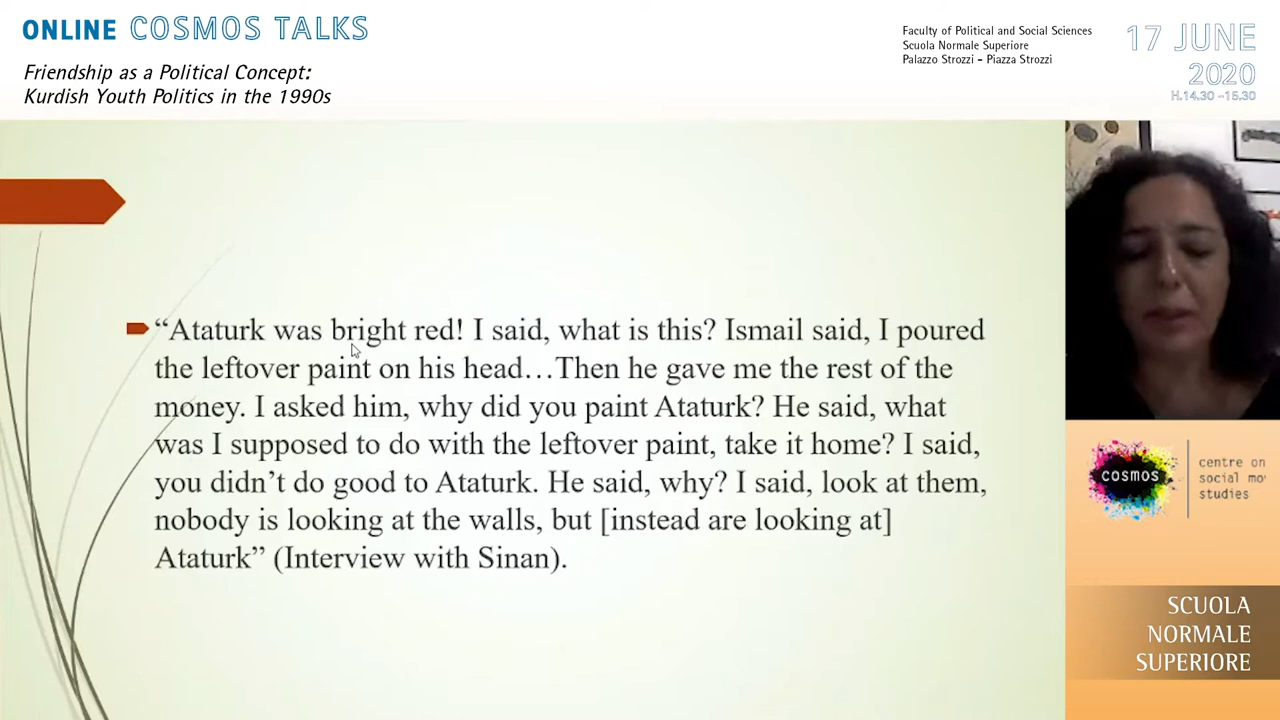 ONLINE COSMOS TALKS
Friendship as a Political Concept:
Kurdish Youth Politics in the 1990s
Faculty of Political and Social Sciences
Scuola Normale Superiore
Palazzo Strozzi - Piazza Strozzi
17 JUNE
2020
H.14.30 -15.30
“Ataturk was bright red! I said, what is this? Ismail said, I poured
the leftover paint on his head…Then he gave me the rest of the
money. I asked him, why did you paint Ataturk? He said, what
was I supposed to do with the leftover paint, take it home? I said,
you didn’t do good to Ataturk. He said, why? I said, look at them,
nobody is looking at the walls, but [instead are looking at]
Ataturk” (Interview with Sinan).
cosmos
centre on
social mo
studies
SCUOLA
NORMALE
SUPERIORE